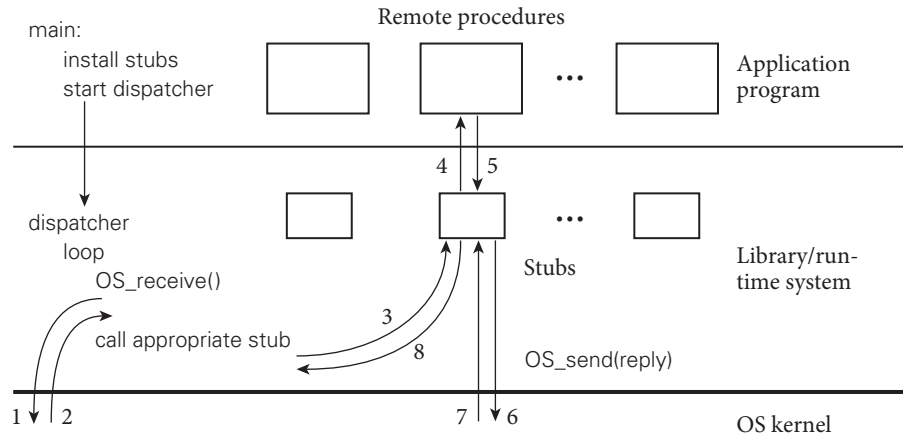 Remote procedures
main:
install stubs
start dispatcher
...
Application
program
4
5
dispatcher
loop
...
Stubs
Library/run-
time system
OS_receive()
3
call appropriate stub
8
OS_send(reply)
1
2
7
6
OS kernel